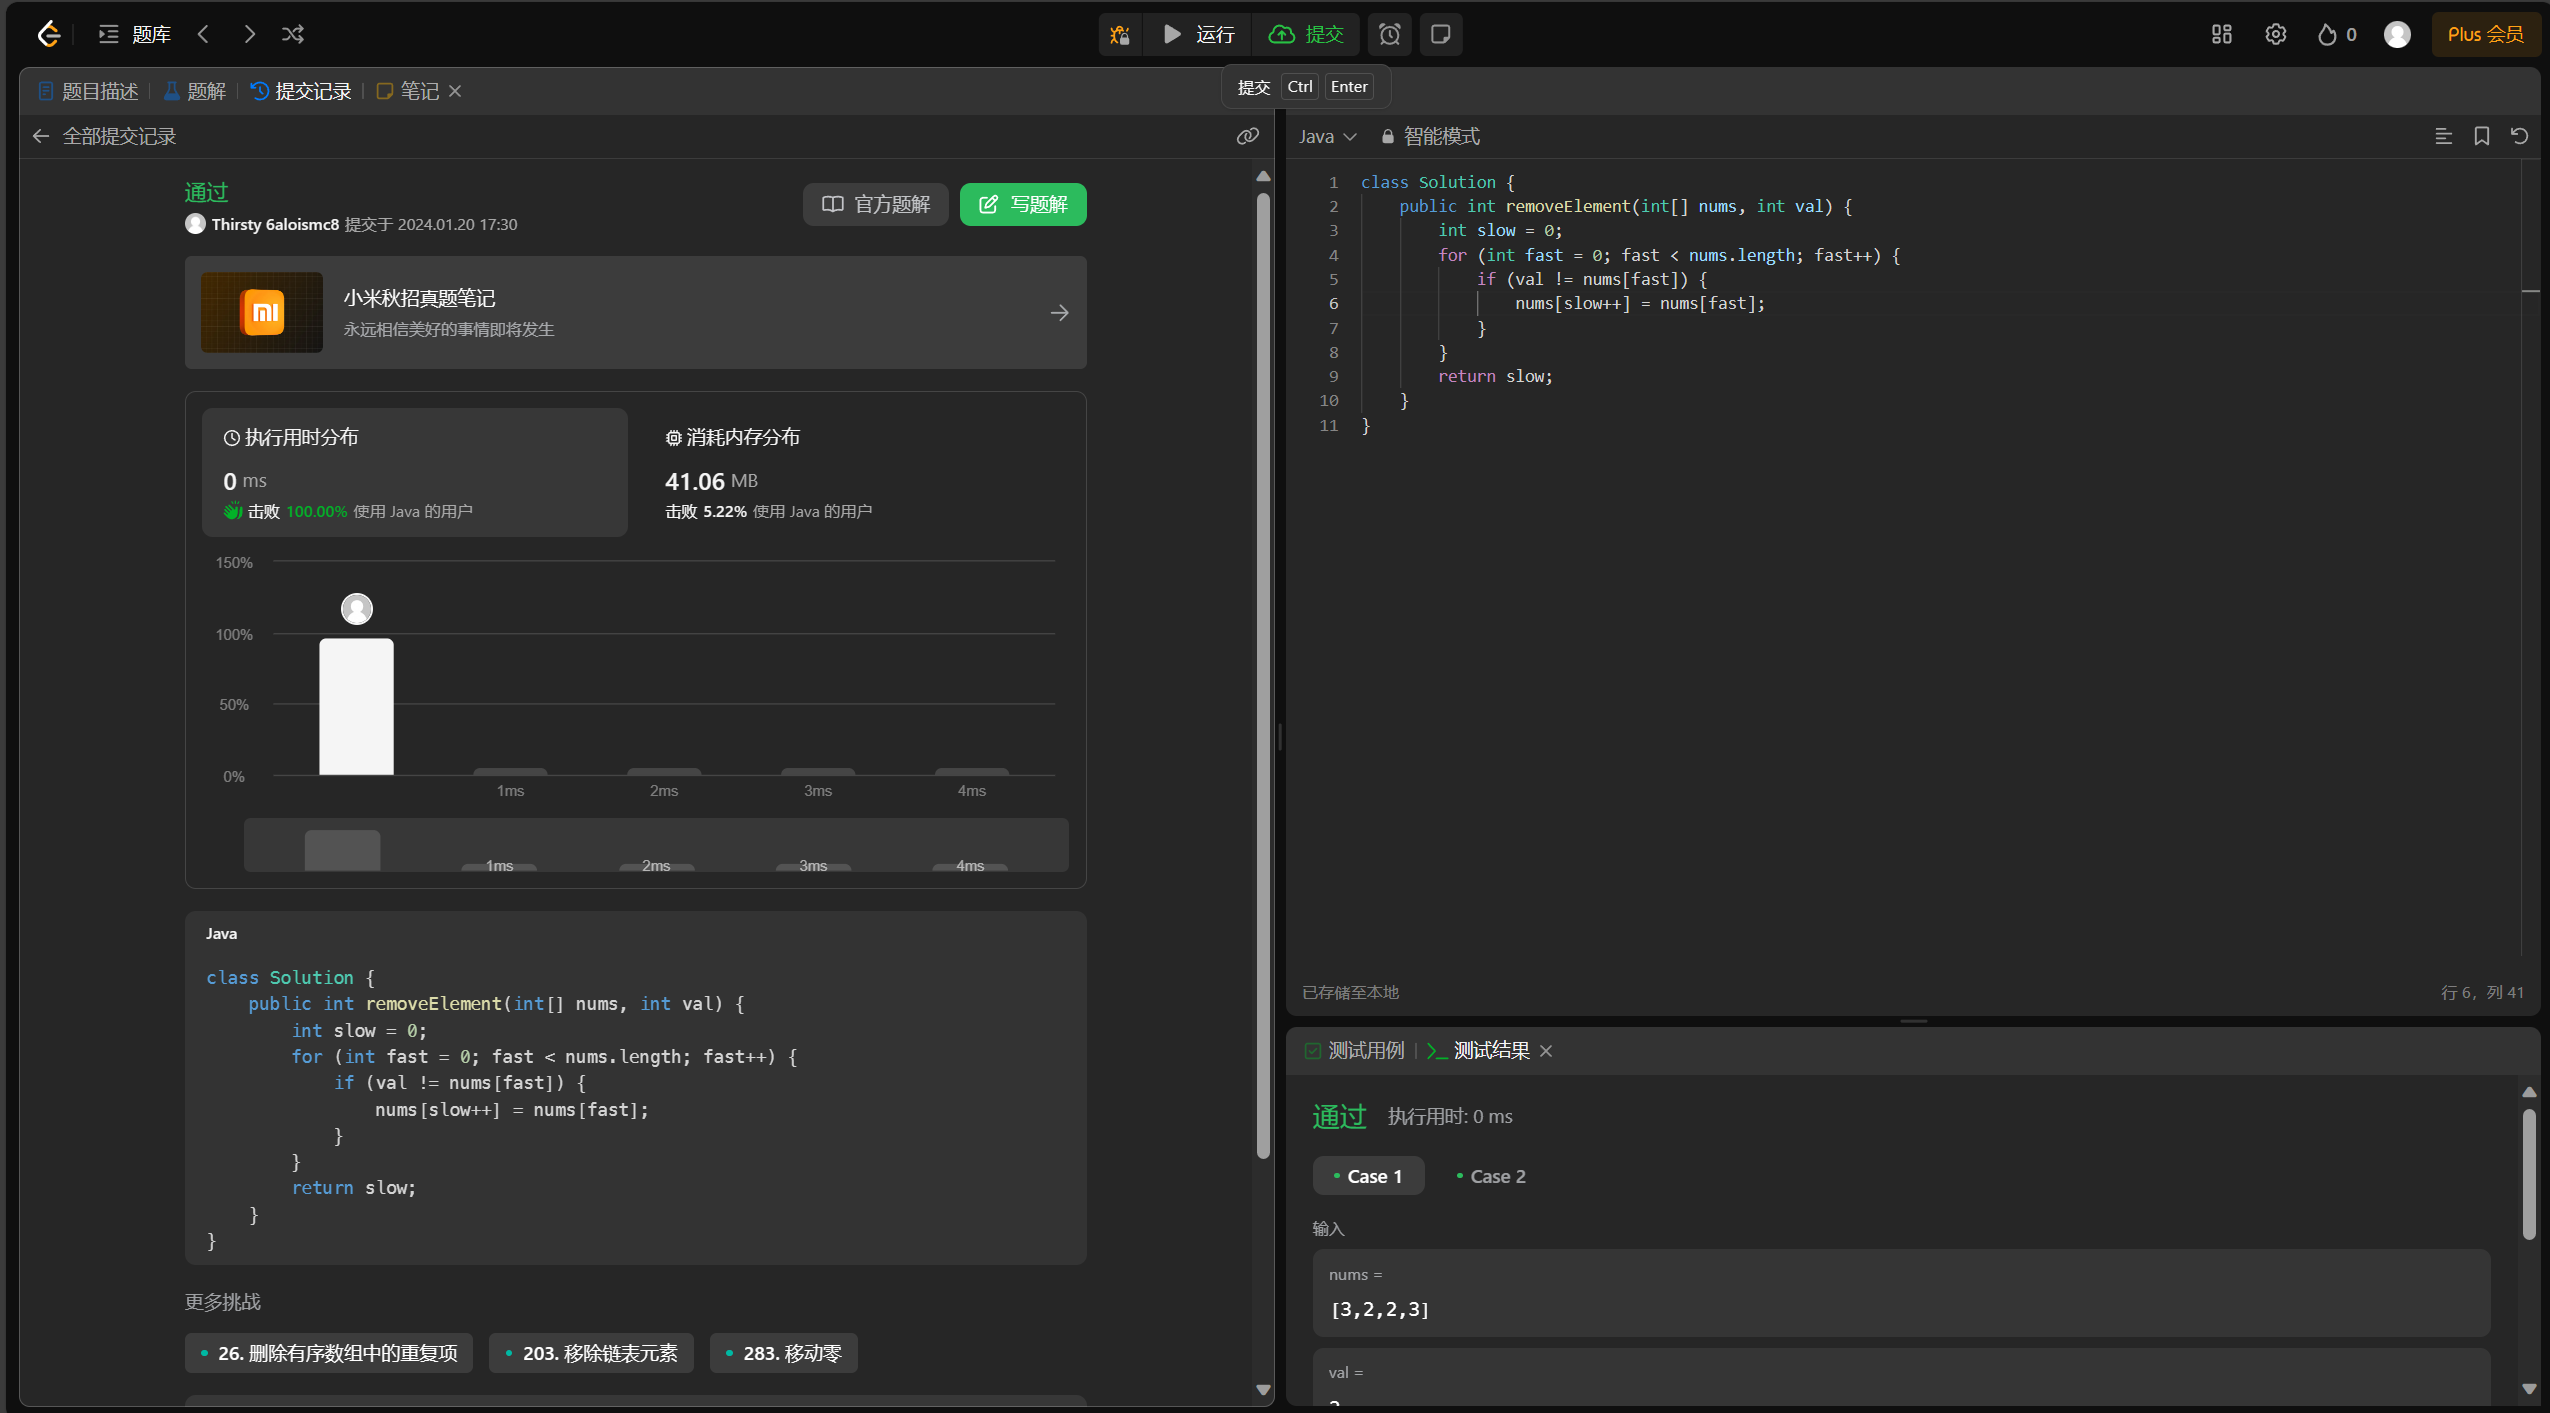 题库
运行
提交
0
Plus 会员
题目描述
题解
提交记录
笔记
提交 Ctrl Enter
全部提交记录
通过
官方题解
写题解
Thirsty 6aloismc8 提交于 2024.01.20 17:30
mi
小米秋招真题笔记
永远相信美好的事情即将发生
执行用时分布
0 ms
击败 100.00% 使用 Java 的用户
消耗内存分布
41.06 MB
击败 5.22% 使用 Java 的用户
150%
100%
50%
0%
1ms 2ms 3ms 4ms
1ms 2ms 3ms 4ms
Java
class Solution {
    public int removeElement(int[] nums, int val) {
        int slow = 0;
        for (int fast = 0; fast < nums.length; fast++) {
            if (val != nums[fast]) {
                nums[slow++] = nums[fast];
            }
        }
        return slow;
    }
}
更多挑战
26. 删除有序数组中的重复项
203. 移除链表元素
283. 移动零
Java
智能模式
1 class Solution {
2     public int removeElement(int[] nums, int val) {
3         int slow = 0;
4         for (int fast = 0; fast < nums.length; fast++) {
5             if (val != nums[fast]) {
6                 nums[slow++] = nums[fast];
7             }
8         }
9         return slow;
10     }
11 }
已存储至本地
行 6, 列 41
测试用例
测试结果
通过
执行用时: 0 ms
Case 1
Case 2
输入
nums =
[3,2,2,3]
val =